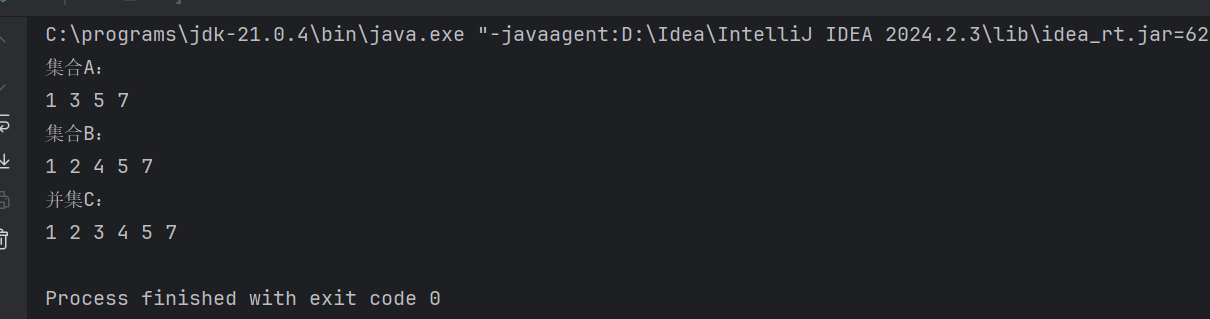 C:\programs\jdk-21.0.4\bin\java.exe "-javaagent:D:\Idea\IntelliJ IDEA 2024.2.3\lib\idea_rt.jar=62
集合A：
1 3 5 7
集合B：
1 2 4 5 7
并集C：
1 2 3 4 5 7
Process finished with exit code 0